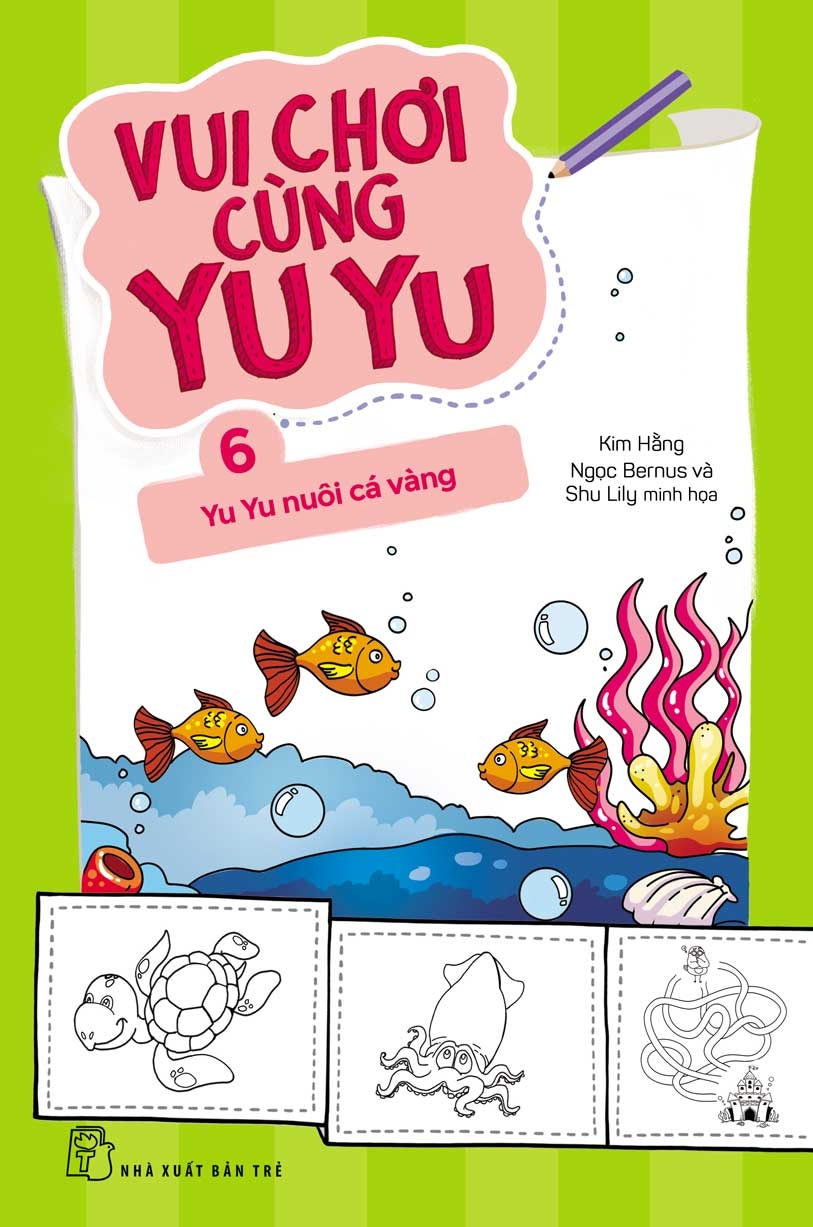 VUI CHƠI
CÙNG
YU YU
6
Yu Yu nuôi cá vàng
Kim Hằng
Ngọc Bernus và
Shu Lily minh họa
NHÀ XUẤT BẢN TRẺ